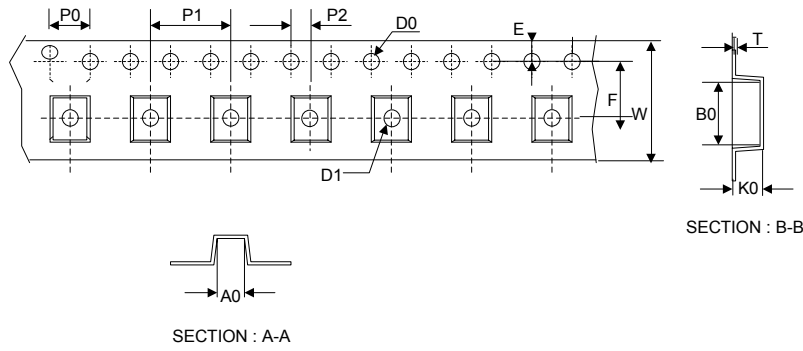 P0 P1 P2 D0 E T
F W B0
D1
K0
SECTION : B-B
A0
SECTION : A-A